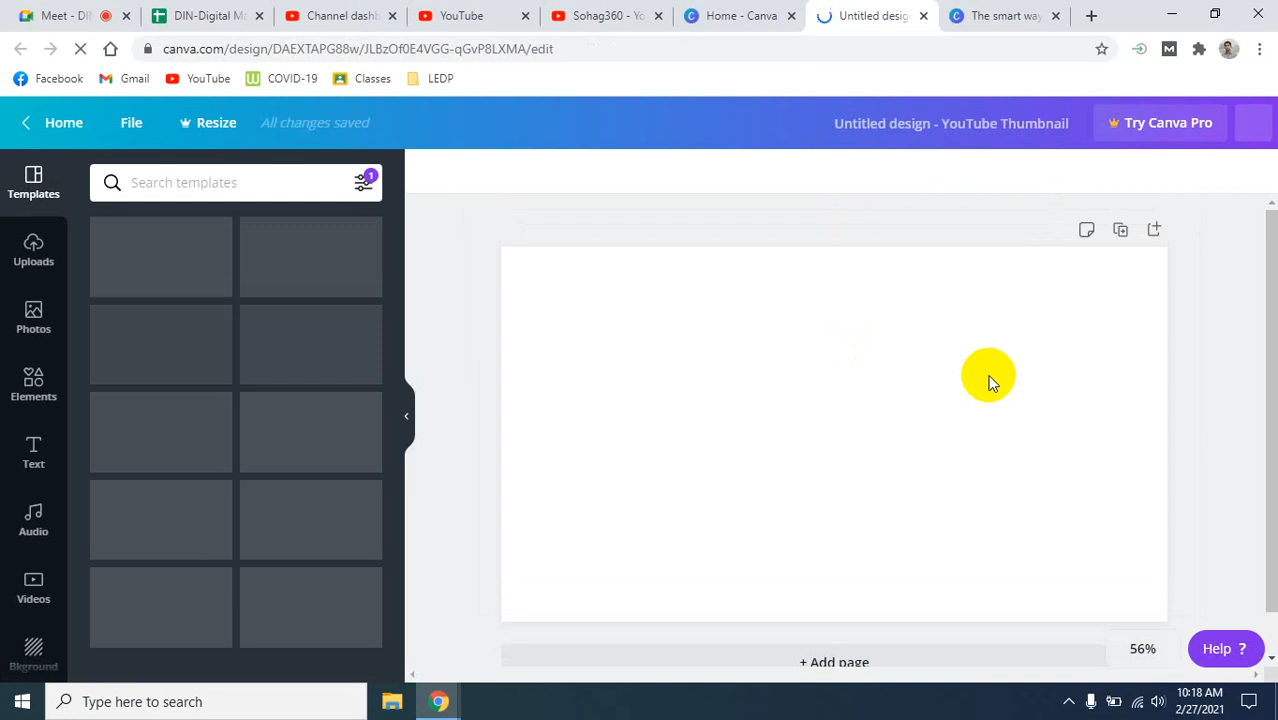 Meet - DIN
DIN-Digital Ma
Channel dashb
YouTube
Sohag360 - Yo
Home - Canva
Untitled desig
The smart way
canva.com/design/DAEXTAPG88w/JLBzOf0E4VGG-qGvP8LXMA/edit
Facebook
Gmail
YouTube
COVID-19
Classes
LEDP
Home
File
Resize
All changes saved
Untitled design - YouTube Thumbnail
Try Canva Pro
Templates
Search templates
1
Uploads
Photos
Elements
Text
Audio
Videos
Bkground
+ Add page
56%
Help ?
Type here to search
10:18 AM
2/27/2021